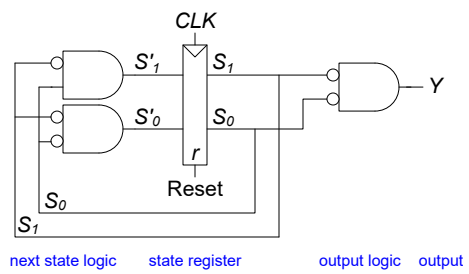 CLK
S'1 S1
Y
S'0 S0
r
Reset
S0
S1
next state logic state register output logic output